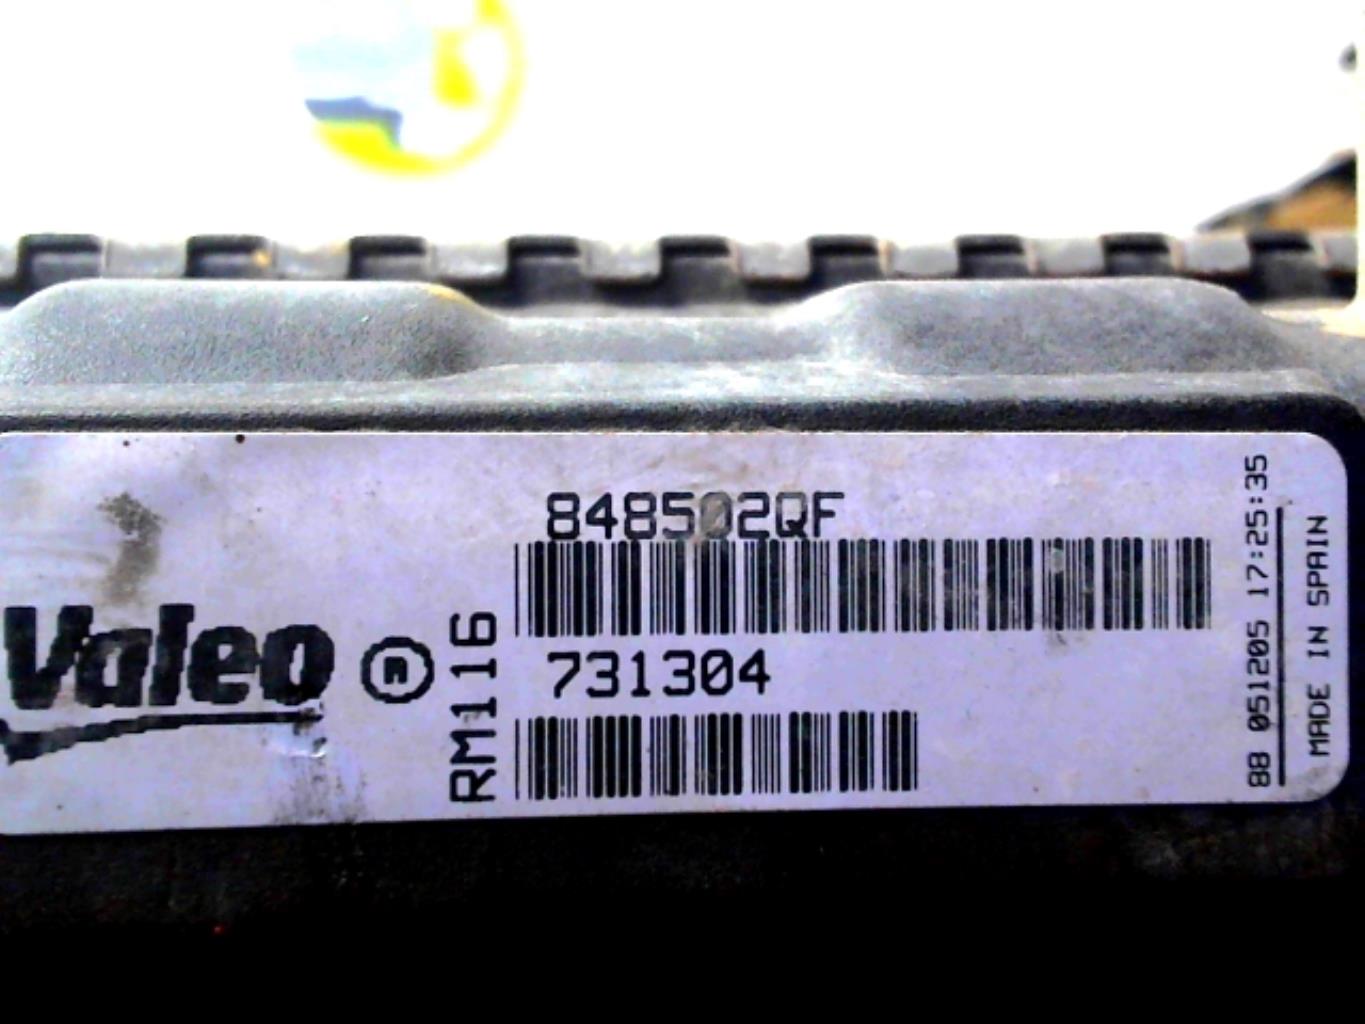 Valeo ®
RM116
848502QF
731304
88 051205 17:25:35
MADE IN SPAIN